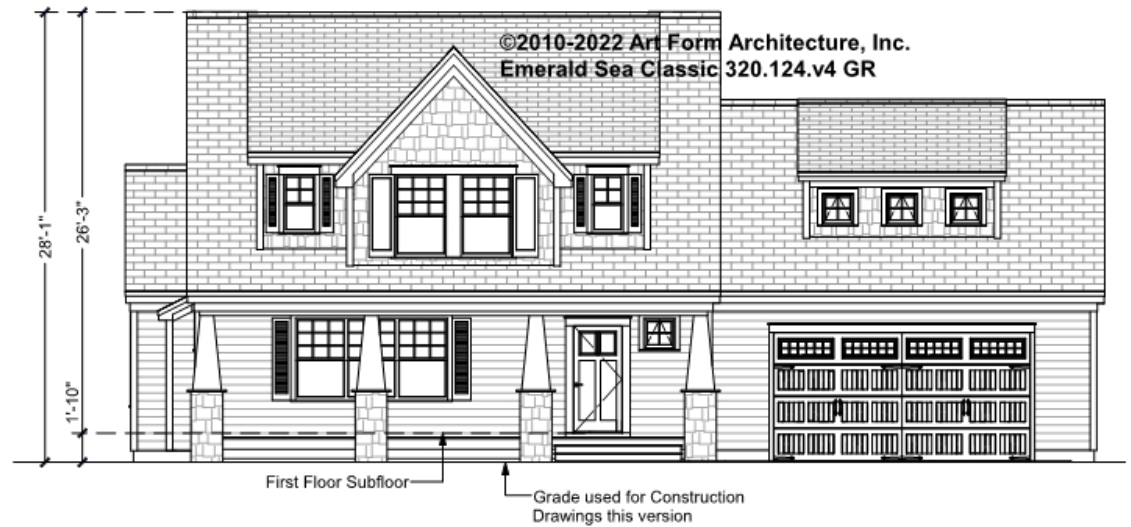 ©2010-2022 Art Form Architecture, Inc.
Emerald Sea Classic 320.124.v4 GR
28'-1"
26'-3"
1'-10"
First Floor Subfloor
Grade used for Construction
Drawings this version